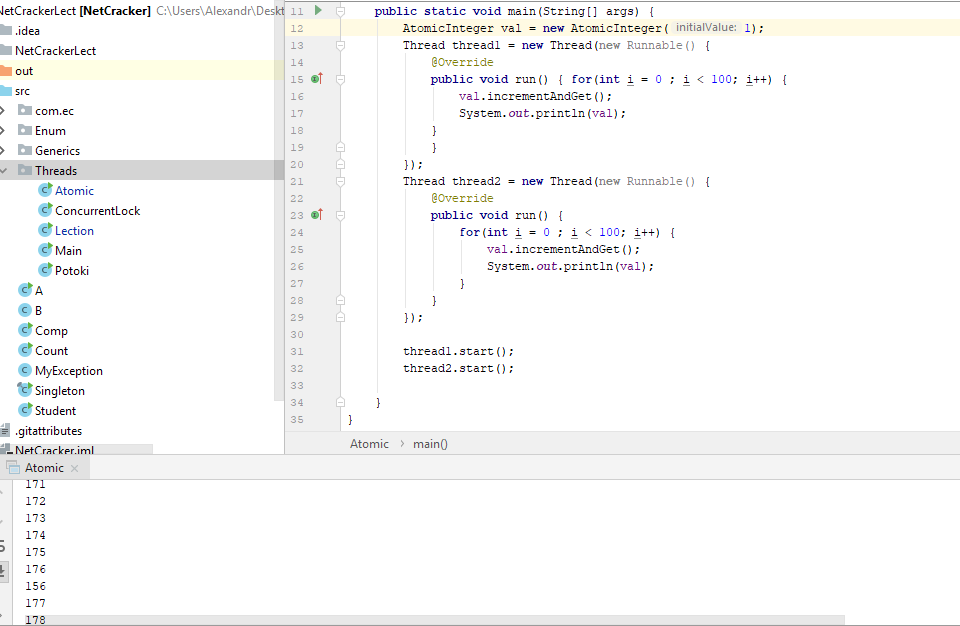 NetCrackerLect [NetCracker] C:\Users\Alexandr\Deskt
.idea
NetCrackerLect
out
src
com.ec
Enum
Generics
Threads
Atomic
ConcurrentLock
Lection
Main
Potoki
A
B
Comp
Count
MyException
Singleton
Student
.gitattributes
NetCracker.iml
11 public static void main(String[] args) {
12 AtomicInteger val = new AtomicInteger( initialValue: 1);
13 Thread thread1 = new Thread(new Runnable() {
14 @Override
15 public void run() { for(int i = 0 ; i < 100; i++) {
16 val.incrementAndGet();
17 System.out.println(val);
18 }
19 }
20 });
21 Thread thread2 = new Thread(new Runnable() {
22 @Override
23 public void run() {
24 for(int i = 0 ; i < 100; i++) {
25 val.incrementAndGet();
26 System.out.println(val);
27 }
28 }
29 });
30
31 thread1.start();
32 thread2.start();
33
34 }
35 }
Atomic › main()
Atomic ×
171
172
173
174
175
176
156
177
178